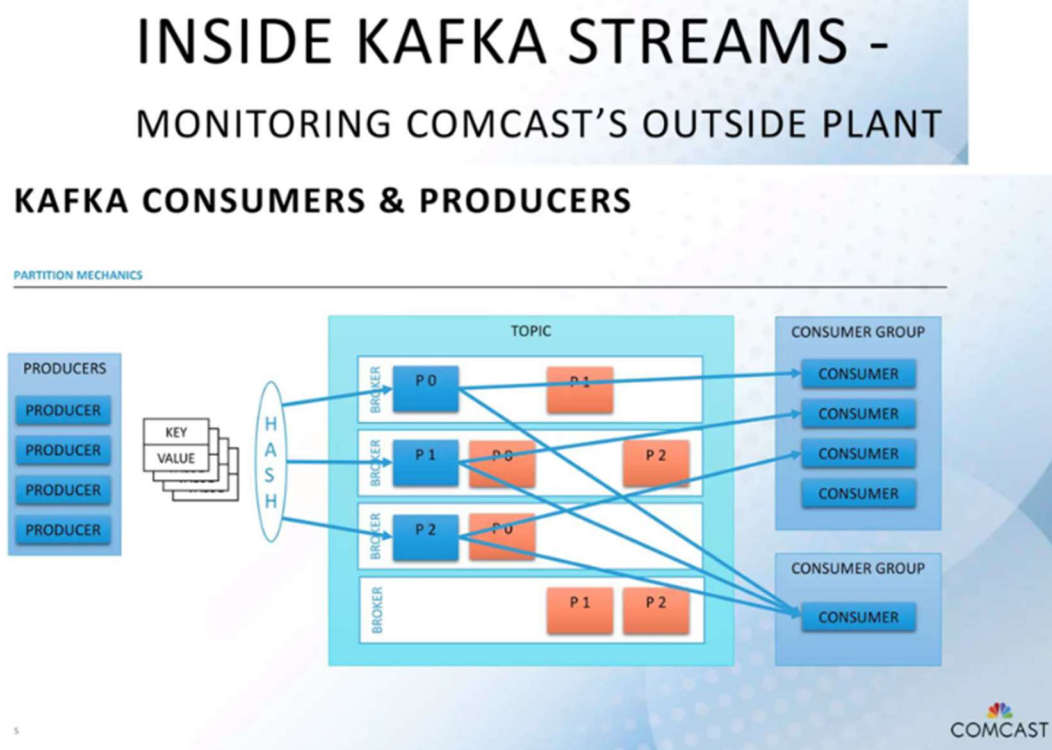 INSIDE KAFKA STREAMS -
MONITORING COMCAST'S OUTSIDE PLANT
KAFKA CONSUMERS & PRODUCERS
PARTITION MECHANICS
PRODUCERS
PRODUCER
PRODUCER
PRODUCER
PRODUCER
KEY
VALUE
HASH
TOPIC
BROKER
P 0
P 1
BROKER
P 1
P 0
P 2
BROKER
P 2
P 0
BROKER
P 1
P 2
CONSUMER GROUP
CONSUMER
CONSUMER
CONSUMER
CONSUMER
CONSUMER GROUP
CONSUMER
5
COMCAST